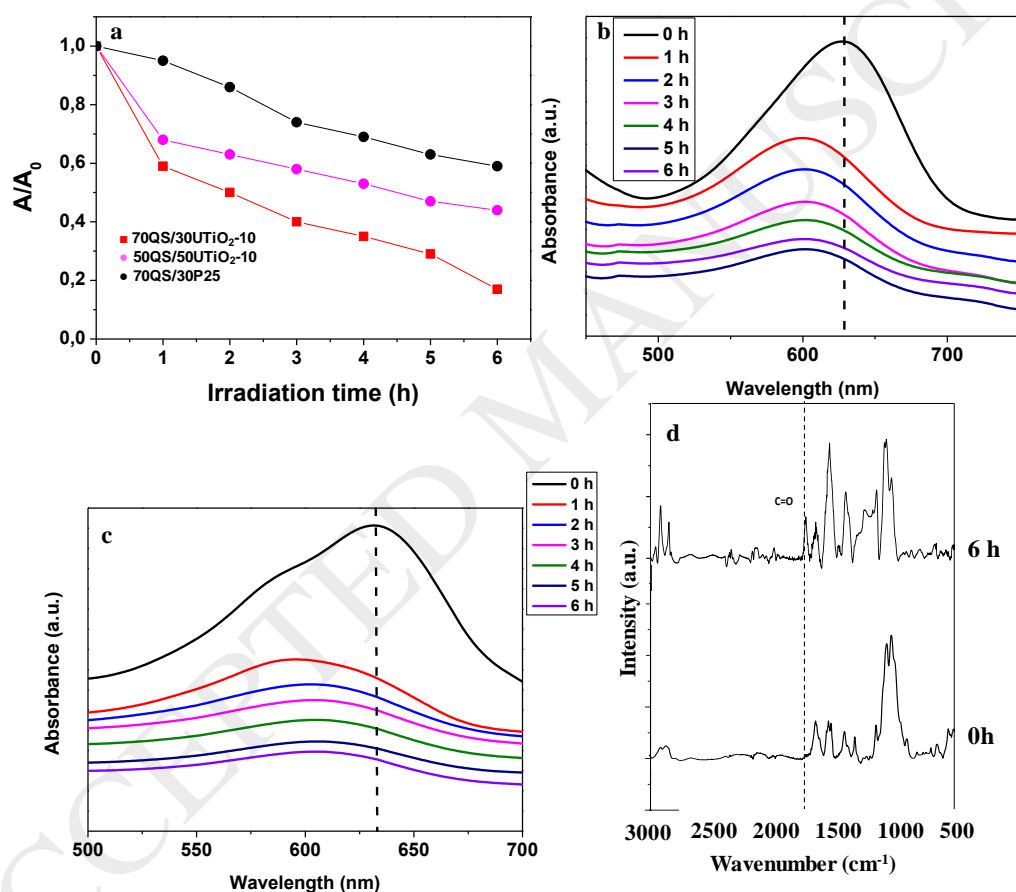 a
1,0
0,8
0,6
0,4
0,2
0,0
A/A0
70QS/30UTiO2-10
50QS/50UTiO2-10
70QS/30P25
0 1 2 3 4 5 6
Irradiation time (h)
b
0 h
1 h
2 h
3 h
4 h
5 h
6 h
Absorbance (a.u.)
500 600 700
Wavelength (nm)
c
0 h
1 h
2 h
3 h
4 h
5 h
6 h
Absorbance (a.u.)
500 550 600 650 700
Wavelength (nm)
d
C=O
6 h
0h
Intensity (a.u.)
3000 2500 2000 1500 1000 500
Wavenumber (cm-1)
CCEPTED MANUSC